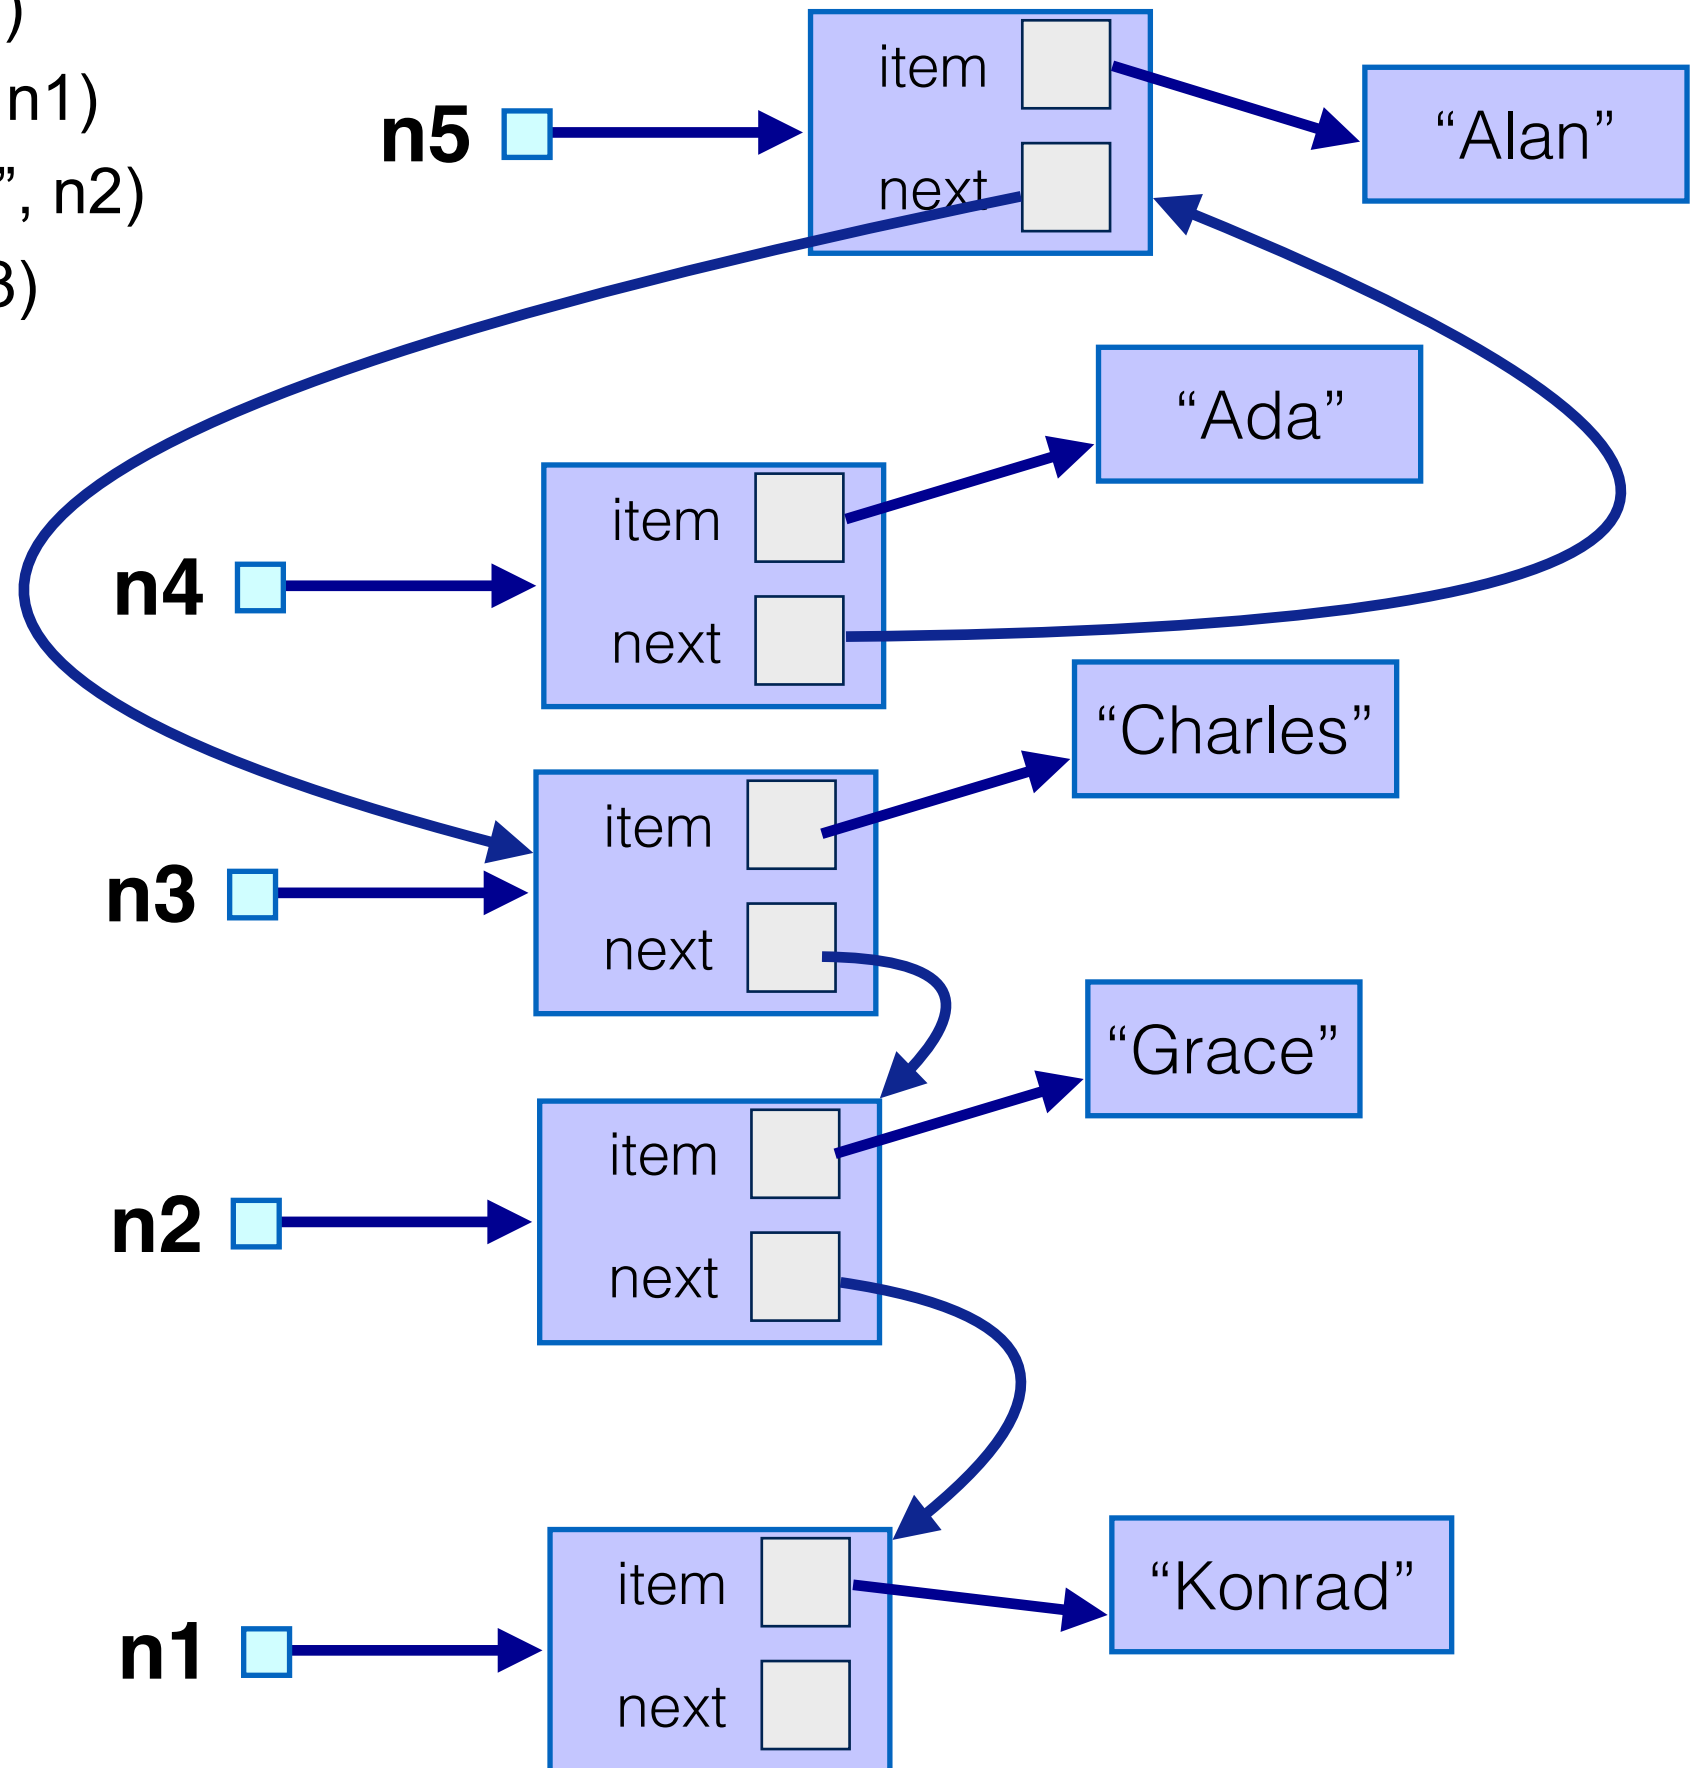 )
n1)
”, n2)
3)
n5
item
next
“Alan”
n4
item
next
“Ada”
n3
item
next
“Charles”
n2
item
next
“Grace”
n1
item
next
“Konrad”